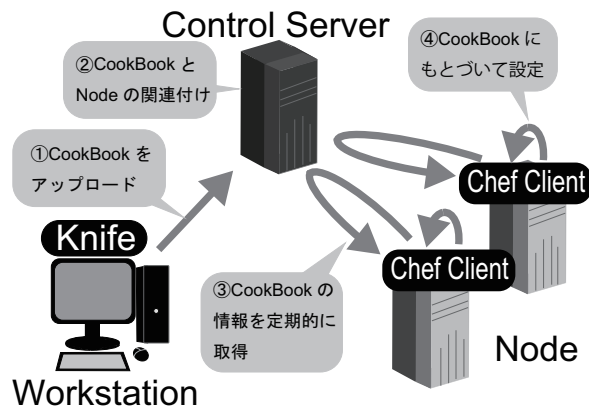 Control Server
②CookBook と
Node の関連付け
④CookBook に
もとづいて設定
①CookBook を
アップロード
Knife
Chef Client
Chef Client
③CookBook の
情報を定期的に
取得
Node
Workstation